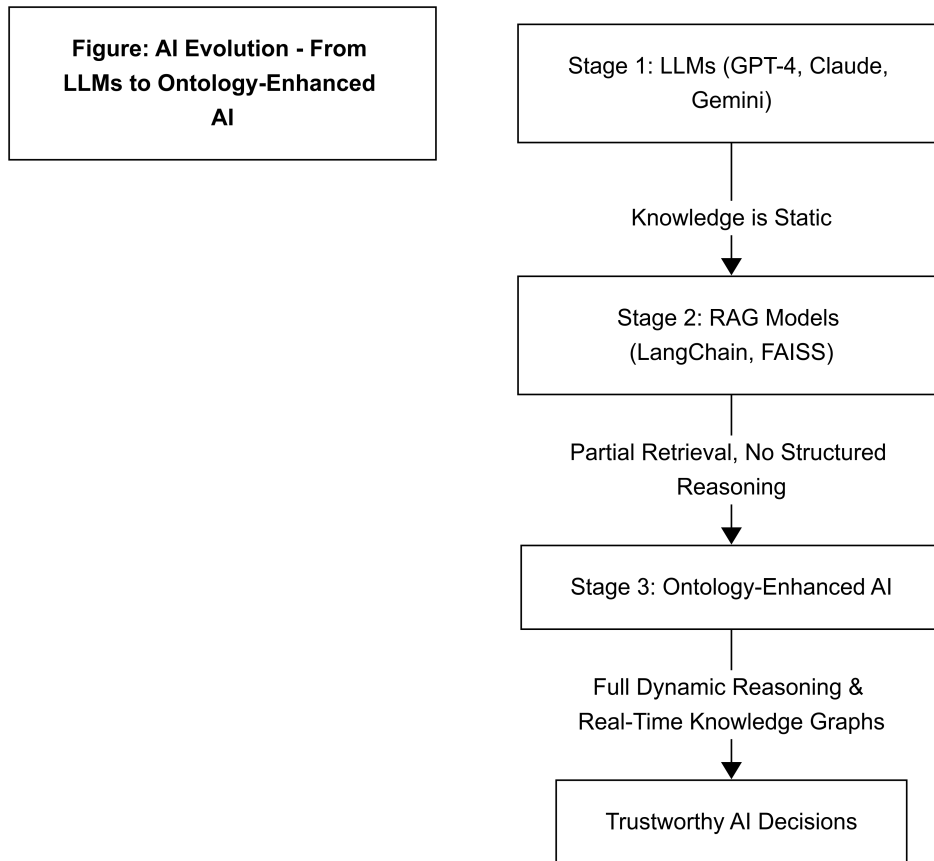 Figure: AI Evolution - From
LLMs to Ontology-Enhanced
AI
Stage 1: LLMs (GPT-4, Claude,
Gemini)
Knowledge is Static
Stage 2: RAG Models
(LangChain, FAISS)
Partial Retrieval, No Structured
Reasoning
Stage 3: Ontology-Enhanced AI
Full Dynamic Reasoning &
Real-Time Knowledge Graphs
Trustworthy AI Decisions